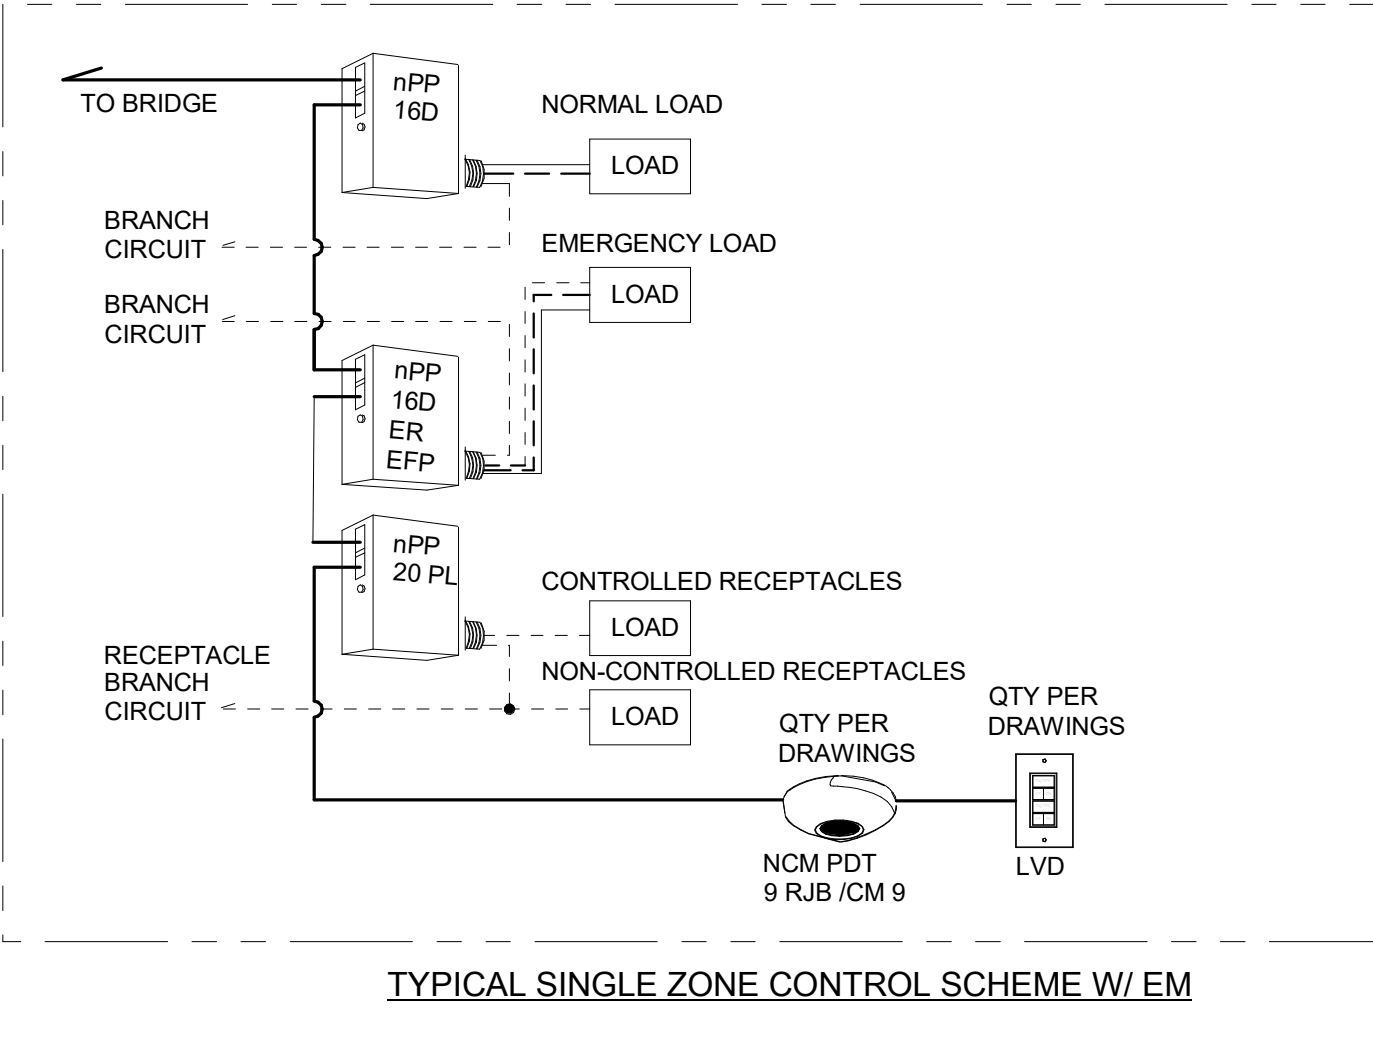 nPP
16D
TO BRIDGE
NORMAL LOAD
LOAD
BRANCH
CIRCUIT
EMERGENCY LOAD
LOAD
BRANCH
CIRCUIT
nPP
16D
ER
EFP
nPP
20 PL
CONTROLLED RECEPTACLES
LOAD
RECEPTACLE
BRANCH
CIRCUIT
NON-CONTROLLED RECEPTACLES
LOAD
QTY PER
DRAWINGS
QTY PER
DRAWINGS
NCM PDT
9 RJB /CM 9
LVD
TYPICAL SINGLE ZONE CONTROL SCHEME W/ EM